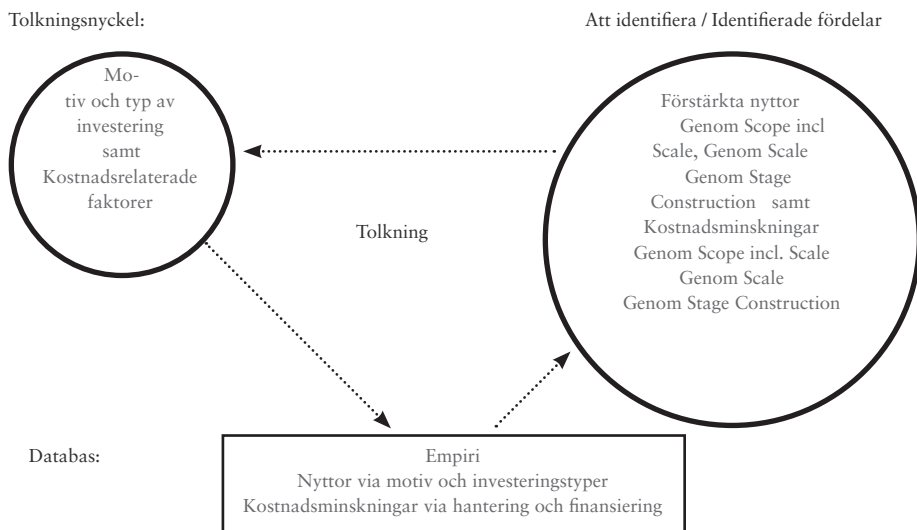 Tolkningsnyckel:
Att identifiera / Identifierade fördelar
Mo-
tiv och typ av
investering
samt
Kostnadsrelaterade
faktorer
Förstärkta nyttor
Genom Scope incl
Scale, Genom Scale
Genom Stage
Construction samt
Kostnadsminskningar
Genom Scope incl. Scale
Genom Scale
Genom Stage Construction
Tolkning
Databas:
Empiri
Nyttor via motiv och investeringstyper
Kostnadsminskningar via hantering och finansiering